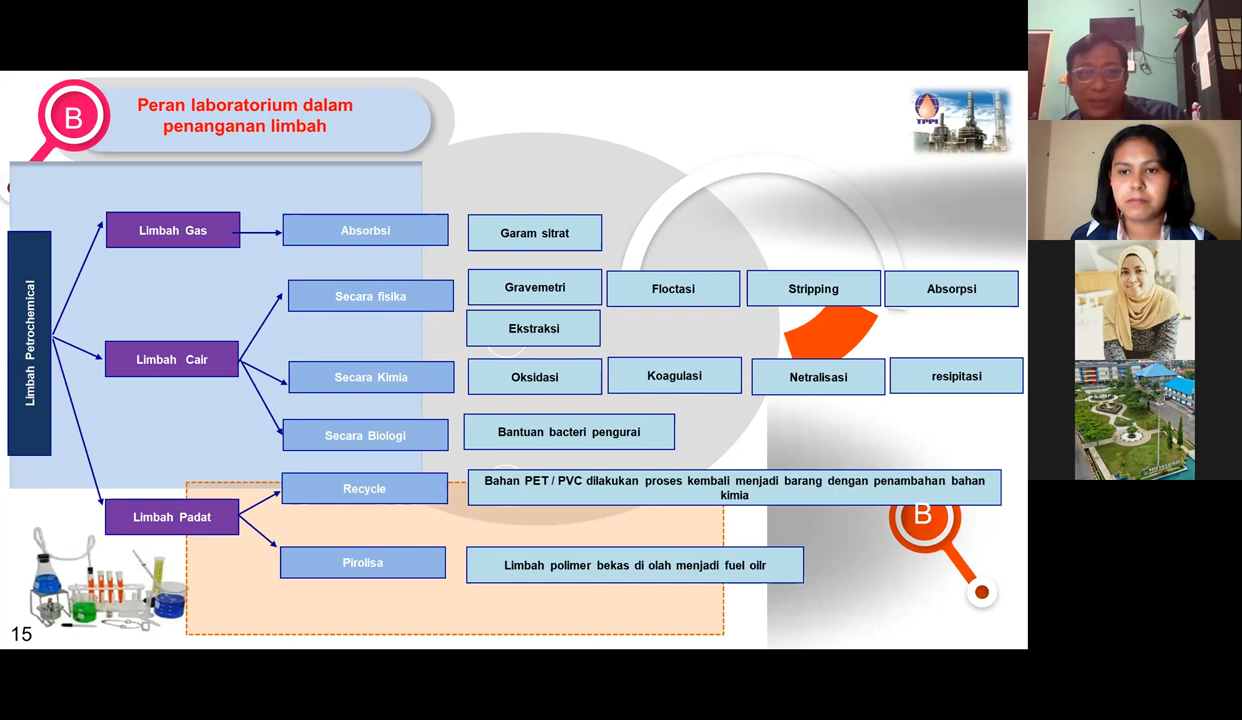 B
Peran laboratorium dalam
penanganan limbah
TPPI
Limbah Petrochemical
Limbah Gas
Absorbsi
Garam sitrat
Limbah Cair
Secara fisika
Gravemetri
Floctasi
Stripping
Absorpsi
Ekstraksi
Secara Kimia
Oksidasi
Koagulasi
Netralisasi
resipitasi
Secara Biologi
Bantuan bacteri pengurai
Limbah Padat
Recycle
Bahan PET / PVC dilakukan proses kembali menjadi barang dengan penambahan bahan
kimia
Pirolisa
Limbah polimer bekas di olah menjadi fuel oilr
B
15